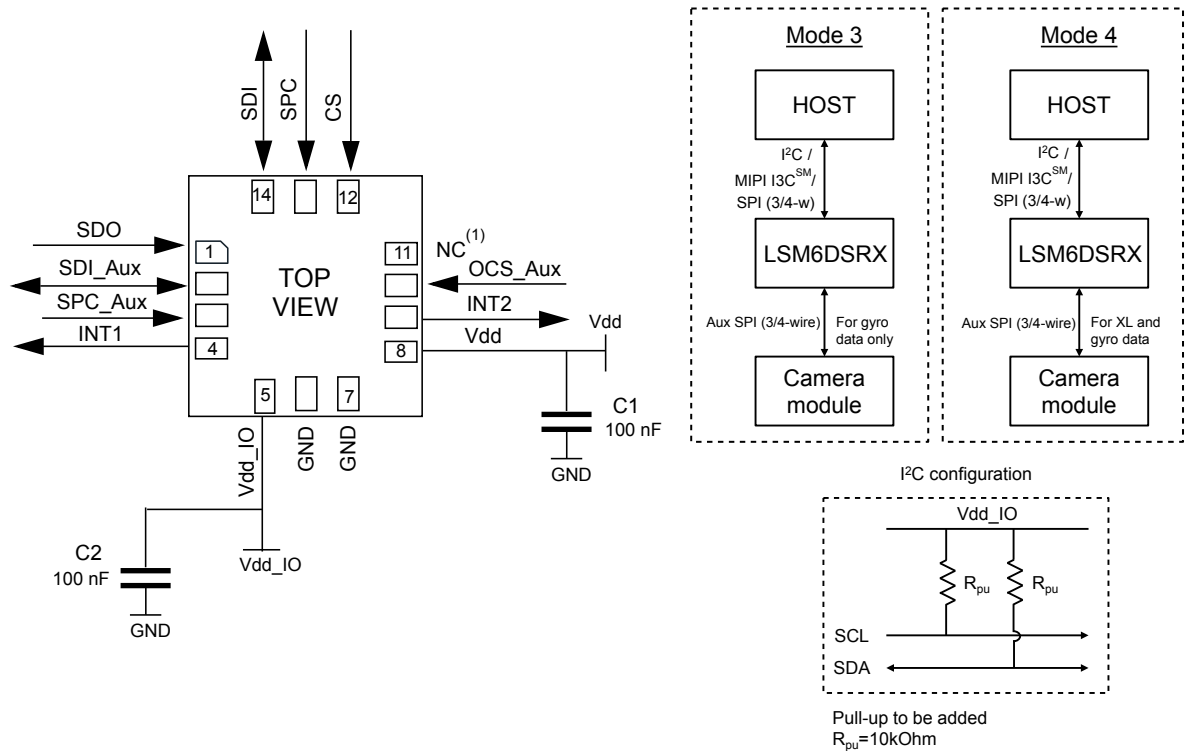 SDI
SPC
CS
14
12
SDO
1
SDI_Aux
SPC_Aux
INT1
4
TOP
VIEW
11
NC(1)
OCS_Aux
INT2
Vdd
8
Vdd
5
7
Vdd_IO
GND
GND
C1
100 nF
GND
C2
100 nF
GND
Vdd_IO
Mode 3
HOST
I²C /
MIPI I3CSM/
SPI (3/4-w)
LSM6DSRX
Aux SPI (3/4-wire)
For gyro
data only
Camera
module
Mode 4
HOST
I²C /
MIPI I3CSM/
SPI (3/4-w)
LSM6DSRX
Aux SPI (3/4-wire)
For XL and
gyro data
Camera
module
I²C configuration
Vdd_IO
Rpu
Rpu
SCL
SDA
Pull-up to be added
Rpu=10kOhm